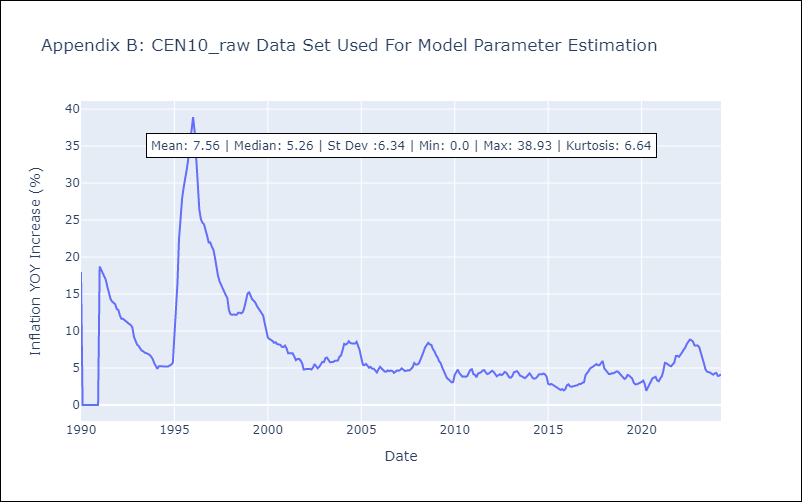 Appendix B: CEN10_raw Data Set Used For Model Parameter Estimation
40
Mean: 7.56 | Median: 5.26 | St Dev :6.34 | Min: 0.0 | Max: 38.93 | Kurtosis: 6.64
35
30
25
20
15
10
5
0
Inflation YOY Increase (%)
1990 1995 2000 2005 2010 2015 2020
Date